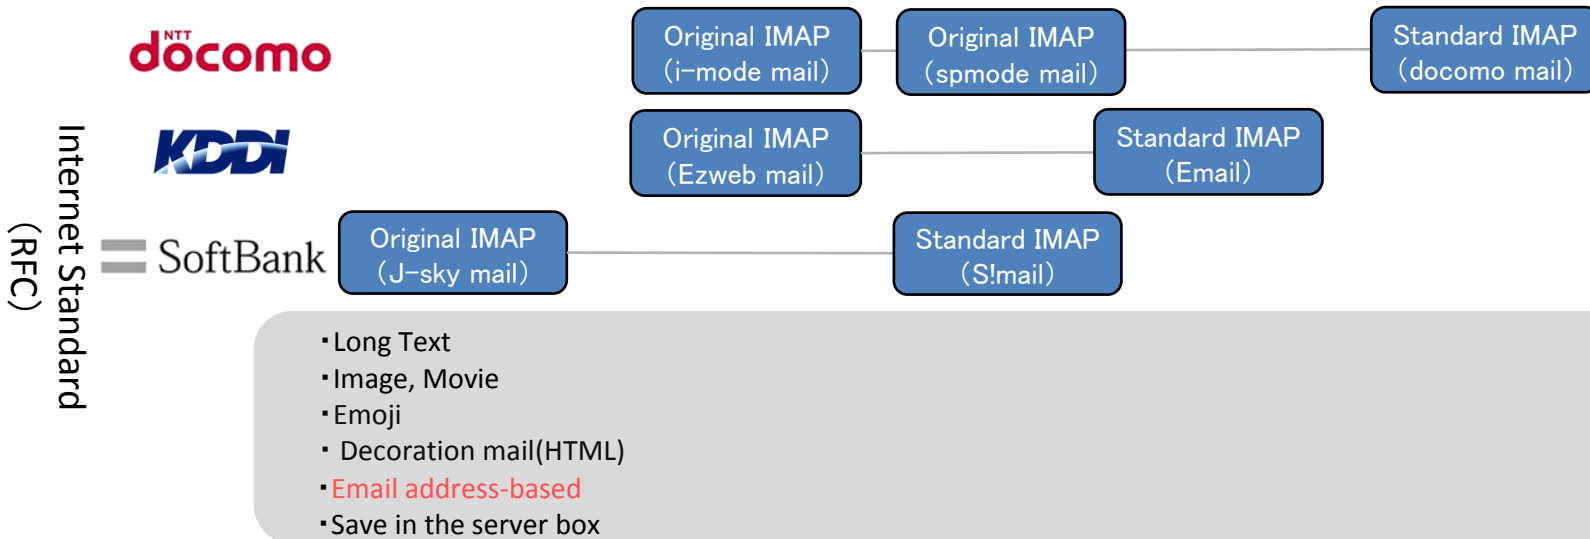 NTT
döcomo
Original IMAP
(i-mode mail)
Original IMAP
(spmode mail)
Standard IMAP
(docomo mail)
KDDI
Original IMAP
(Ezweb mail)
Standard IMAP
(Email)
Internet Standard
(RFC)
SoftBank
Original IMAP
(J-sky mail)
Standard IMAP
(S!mail)
・Long Text
・Image, Movie
・Emoji
・ Decoration mail(HTML)
・Email address-based
・Save in the server box